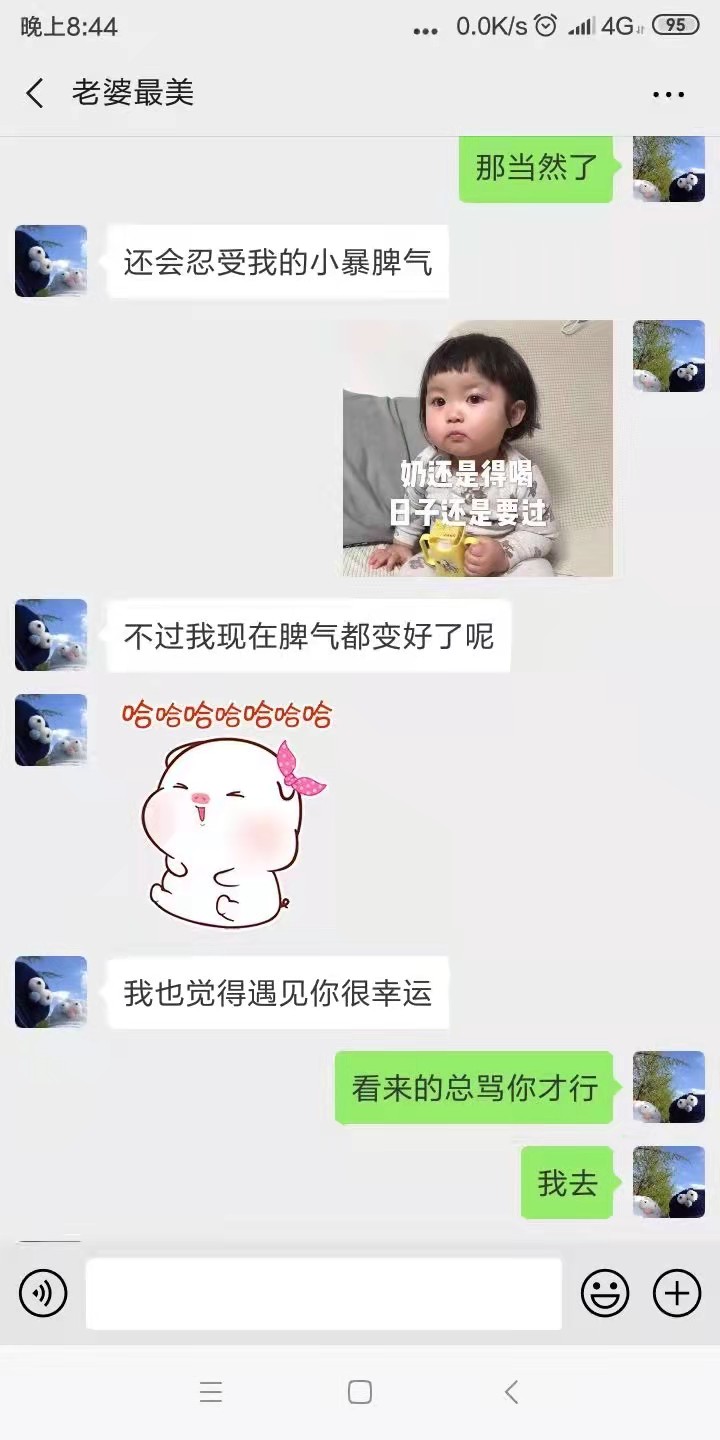 晚上8:44
0.0K/s
4G
95
老婆最美
那当然了
还会忍受我的小暴脾气
奶还是得喝
日子还是要过
不过我现在脾气都变好了呢
哈哈哈哈哈哈哈
我也觉得遇见你很幸运
看来的总骂你才行
我去